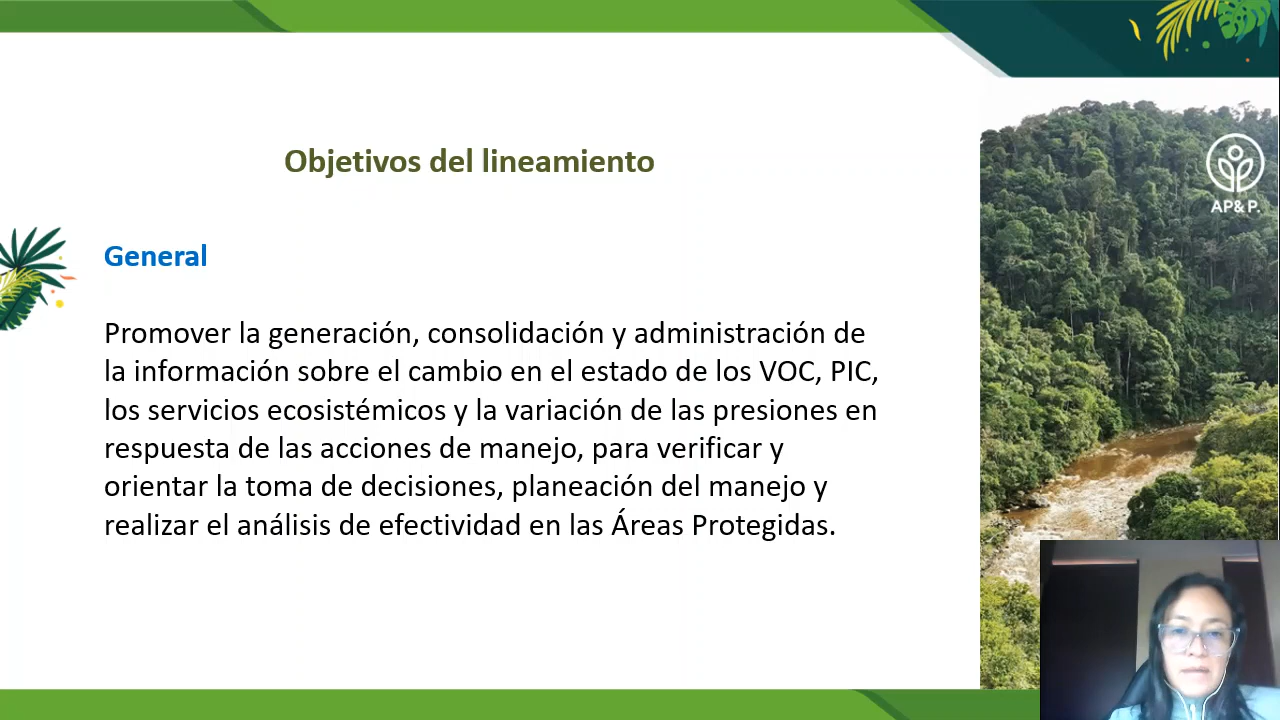 Objetivos del lineamiento
AP&P.
General
Promover la generación, consolidación y administración de
la información sobre el cambio en el estado de los VOC, PIC,
los servicios ecosistémicos y la variación de las presiones en
respuesta de las acciones de manejo, para verificar y
orientar la toma de decisiones, planeación del manejo y
realizar el análisis de efectividad en las Áreas Protegidas.